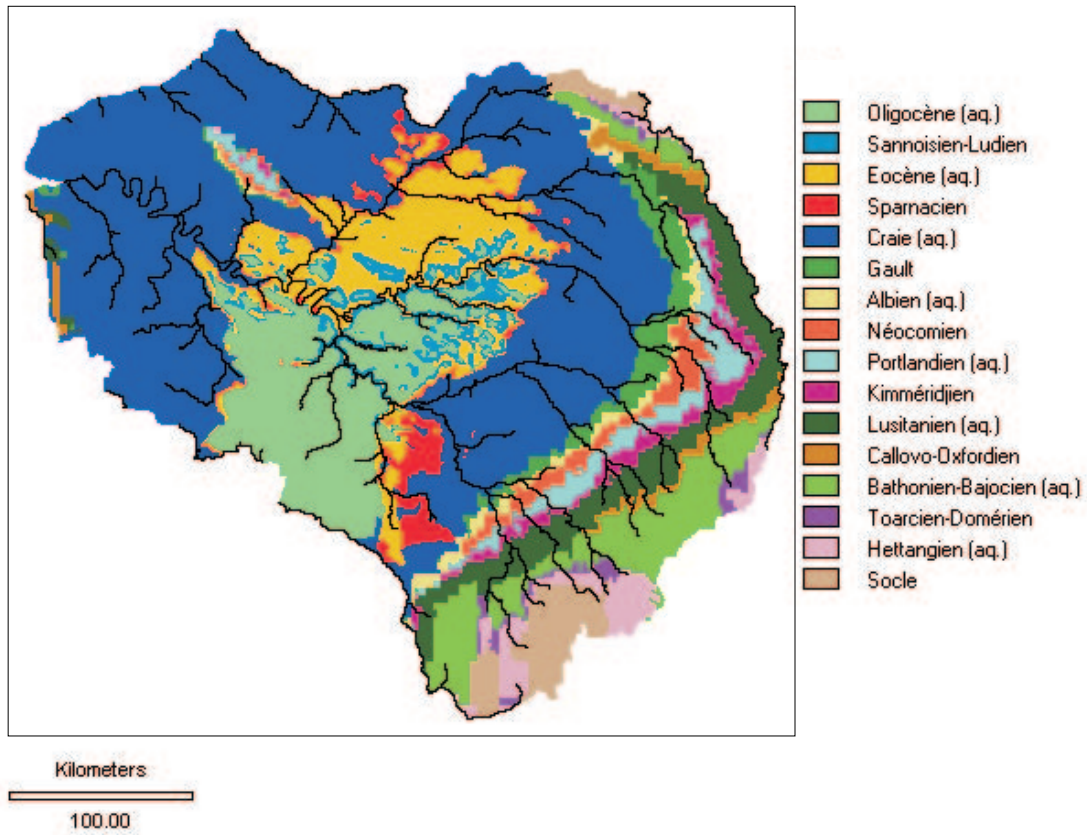 Oligocène (aq.)
Sannoisien-Ludien
Eocène (aq.)
Sparnacien
Craie (aq.)
Gault
Albien (aq.)
Néocomien
Portlandien (aq.)
Kimméridjien
Lusitanien (aq.)
Callovo-Oxfordien
Bathonien-Bajocien (aq.)
Toarcien-Domérien
Hettangien (aq.)
Socle
Kilometers
100.00